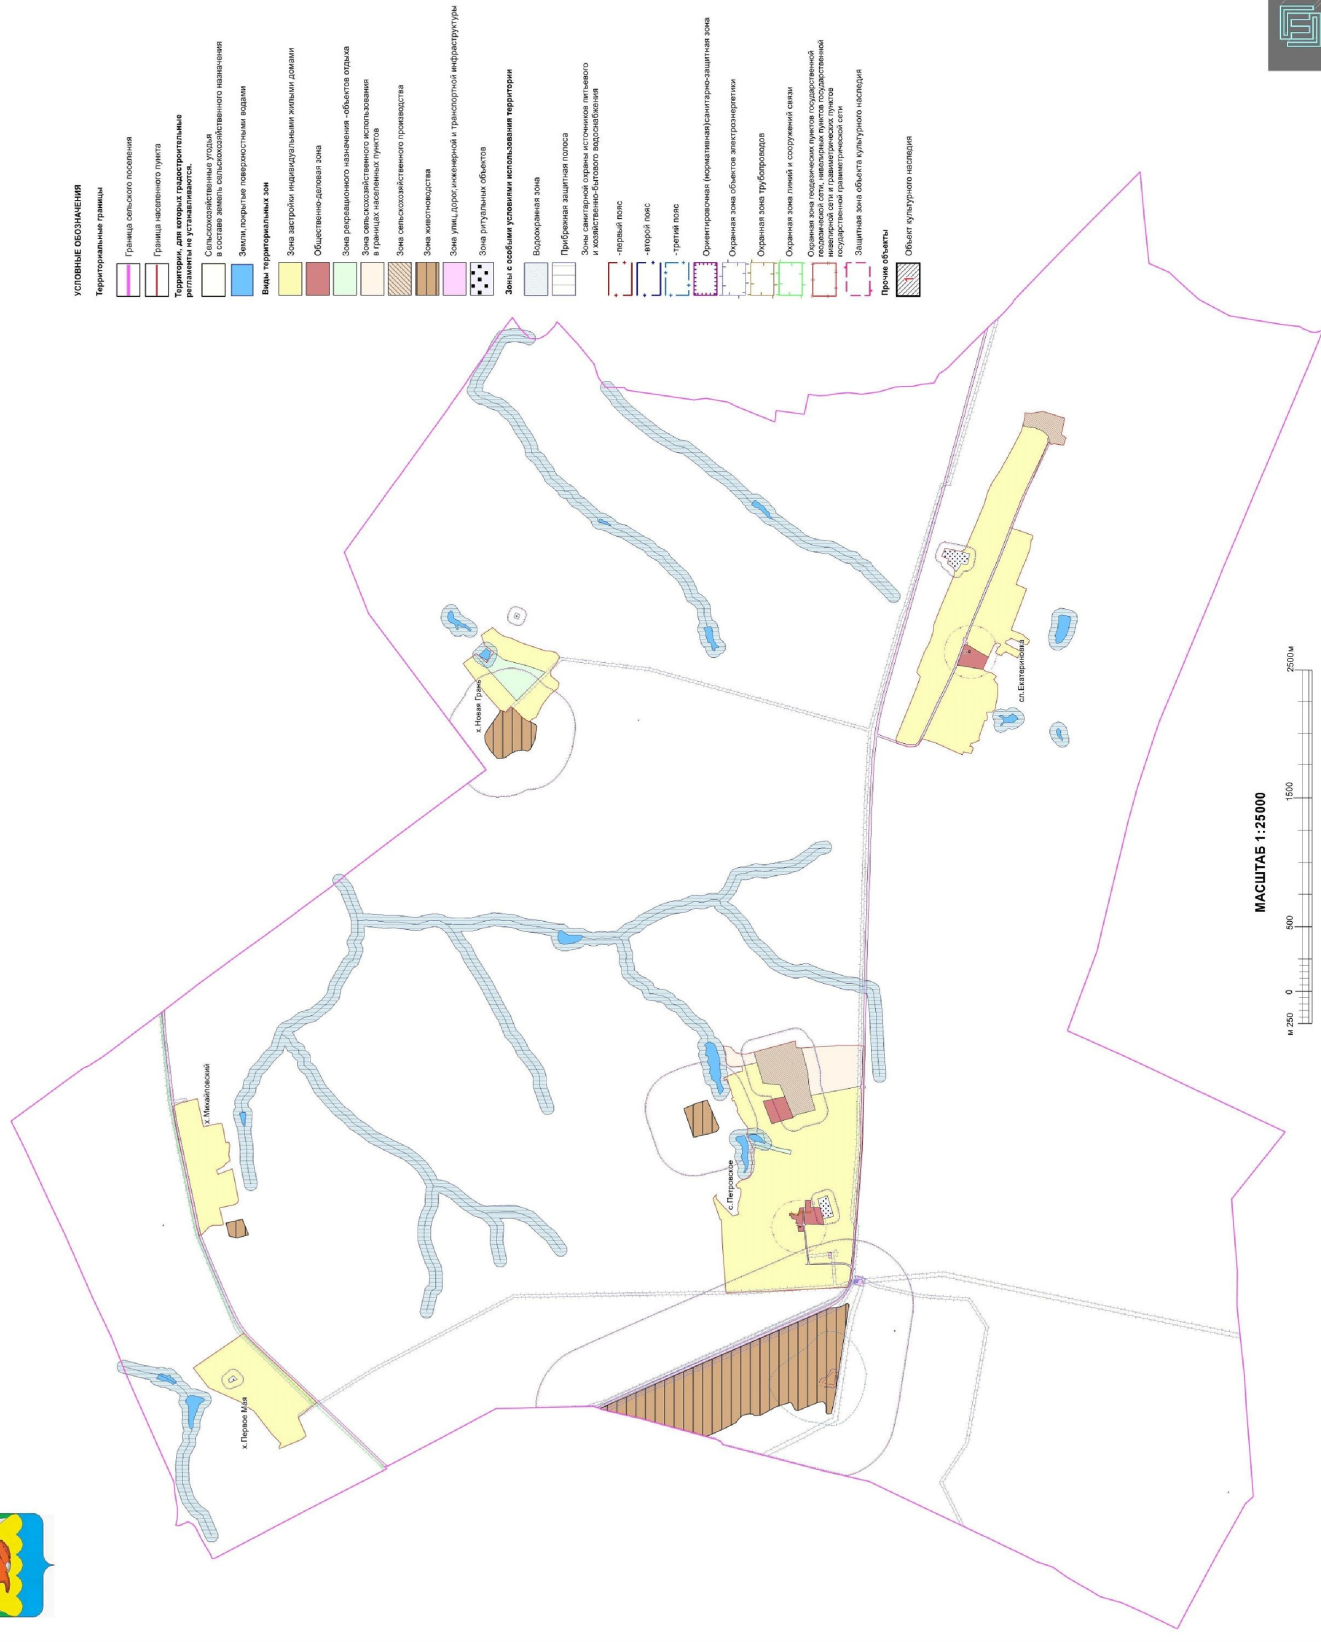 УСЛОВНЫЕ ОБОЗНАЧЕНИЯ
Территориальные границы
Граница сельского поселения
Граница населенного пункта
Территории, для которых градостроительные
регламенты не устанавливаются.
Сельскохозяйственные угодья
в составе земель сельскохозяйственного назначения
Земли,покрытые поверхностными водами
Виды территориальных зон
Зона застройки индивидуальными жилыми домами
Общественно-деловая зона
Зона рекреационного назначения -объектов отдыха
Зона сельскохозяйственного использования
в границах населенных пунктов
Зона сельскохозяйственного производства
Зона животноводства
Зона улиц,дорог,инженерной и транспортной инфраструктуры
Зона ритуальных объектов
Зоны с особыми условиями использования территории
Водоохранная зона
Прибрежная защитная полоса
Зоны санитарной охраны источников питьевого
и хозяйственно-бытового водоснабжения
-первый пояс
-второй пояс
-третий пояс
Ориентировочная (нормативная)санитарно-защитная зона
Охранная зона объектов электроэнергетики
Охранная зона трубопроводов
Охранная зона линий и сооружений связи
Охранная зона геодезических пунктов государственной
геодезической сети, нивелирных пунктов государственной
нивелирной сети и гравиметрических пунктов
государственной гравиметрической сети
Защитная зона объекта культурного наследия
Прочие объекты
1
Объект культурного наследия
х.Новая Грань
сл.Екатериновка
х.Михайловский
с.Петровское
х.Первое Мая
МАСШТАБ 1:25000
м 250 0 500 1500 2500м